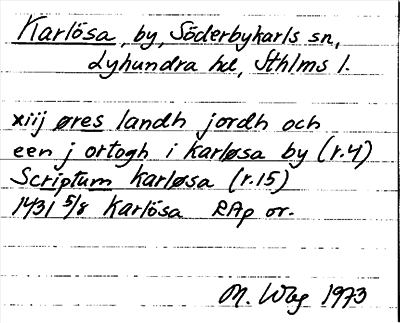 Karlösa, by, Söderbykarls sn,
Lyhundra hd, Sthlms l.
xiij øres landh jordh och
een j ortogh i karløsa by (r.4)
Scriptum karløsa (r.15)
1431 5/8 Karlösa RAp or.
M. Wbg 1973